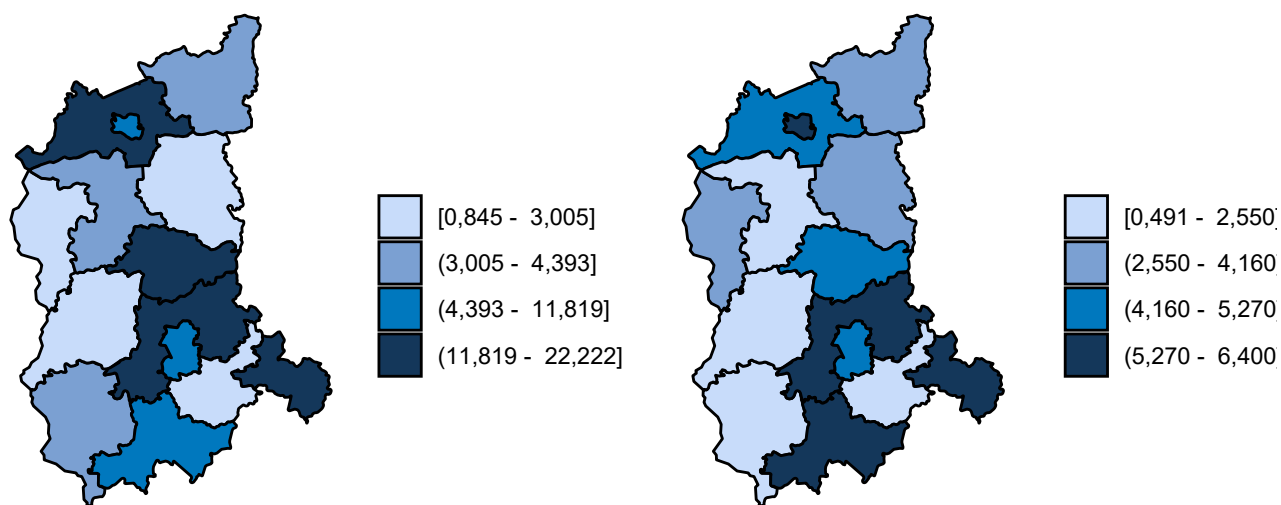 [0,845 - 3,005]
(3,005 - 4,393]
(4,393 - 11,819]
(11,819 - 22,222]
[0,491 - 2,550]
(2,550 - 4,160]
(4,160 - 5,270]
(5,270 - 6,400]